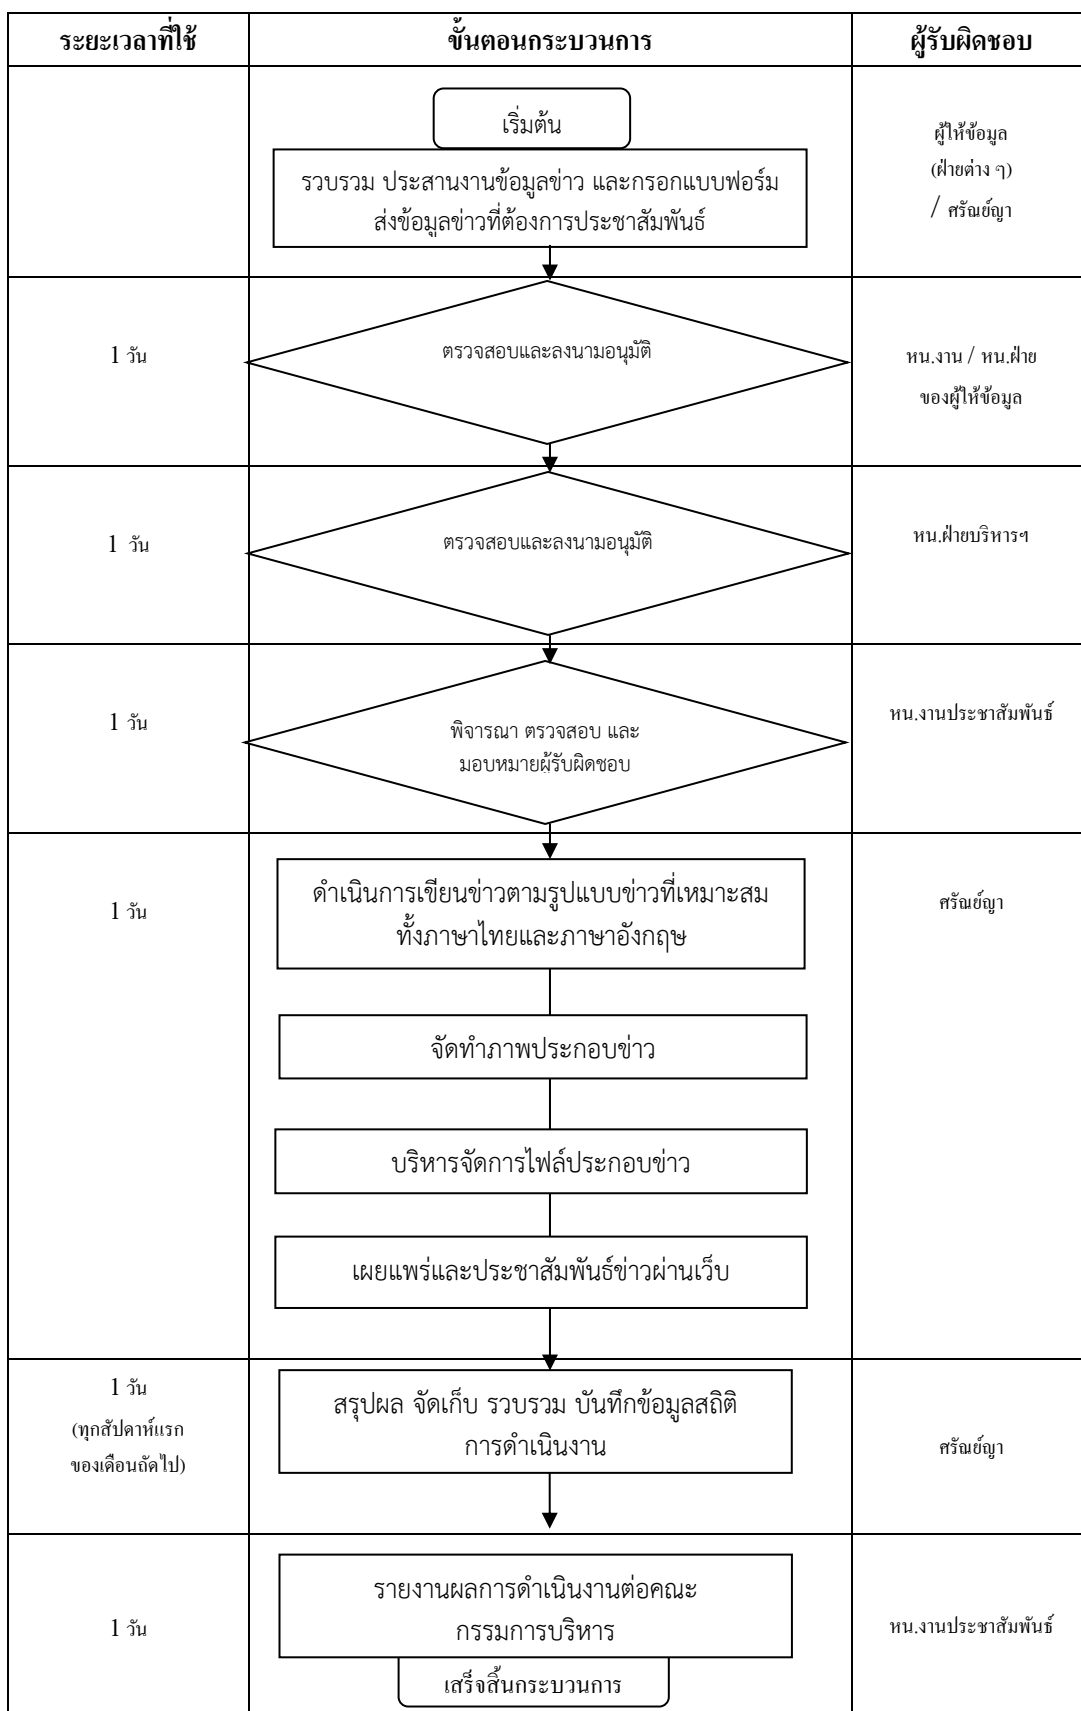 ระยะเวลาที่ใช้
ขั้นตอนกระบวนการ
ผู้รับผิดชอบ
เริ่มต้น
รวบรวม ประสานงานข้อมูลข่าว และกรอกแบบฟอร์ม
ส่งข้อมูลข่าวที่ต้องการประชาสัมพันธ์
ผู้ให้ข้อมูล
(ฝ่ายต่าง ๆ)
/ ศรัณย์ญา
1 วัน
ตรวจสอบและลงนามอนุมัติ
หน.งาน / หน.ฝ่าย
ของผู้ให้ข้อมูล
1 วัน
ตรวจสอบและลงนามอนุมัติ
หน.ฝ่ายบริหารฯ
1 วัน
พิจารณา ตรวจสอบ และ
มอบหมายผู้รับผิดชอบ
หน.งานประชาสัมพันธ์
1 วัน
ดำเนินการเขียนข่าวตามรูปแบบข่าวที่เหมาะสม
ทั้งภาษาไทยและภาษาอังกฤษ
ศรัณย์ญา
จัดทำภาพประกอบข่าว
บริหารจัดการไฟล์ประกอบข่าว
เผยแพร่และประชาสัมพันธ์ข่าวผ่านเว็บ
1 วัน
(ทุกสัปดาห์แรก
ของเดือนถัดไป)
สรุปผล จัดเก็บ รวบรวม บันทึกข้อมูลสถิติ
การดำเนินงาน
ศรัณย์ญา
1 วัน
รายงานผลการดำเนินงานต่อคณะ
กรรมการบริหาร
หน.งานประชาสัมพันธ์
เสร็จสิ้นกระบวนการ